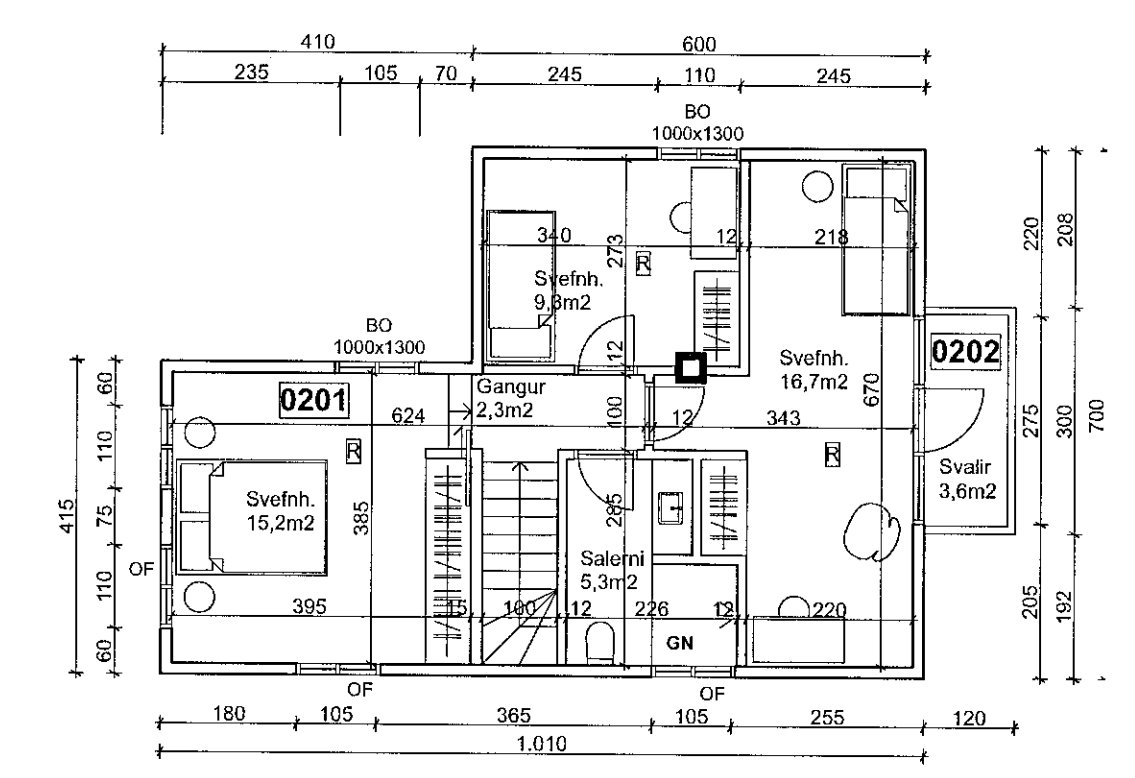 410
600
235
105
70
245
110
245
BO
1000x1300
340
12
218
273
R
Svefnh.
9,3m2
220
208
BO
1000x1300
12
Svefnh.
16,7m2
670
0202
Gangur
2,3m2
0201
624
100
12
343
275
300
700
60
110
R
R
Svalir
3,6m2
415
75
Svefnh.
15,2m2
385
285
Salerni
5,3m2
OF
110
395
15
100
12
226
12
220
205
192
60
GN
OF
OF
180
105
365
105
255
120
1.010